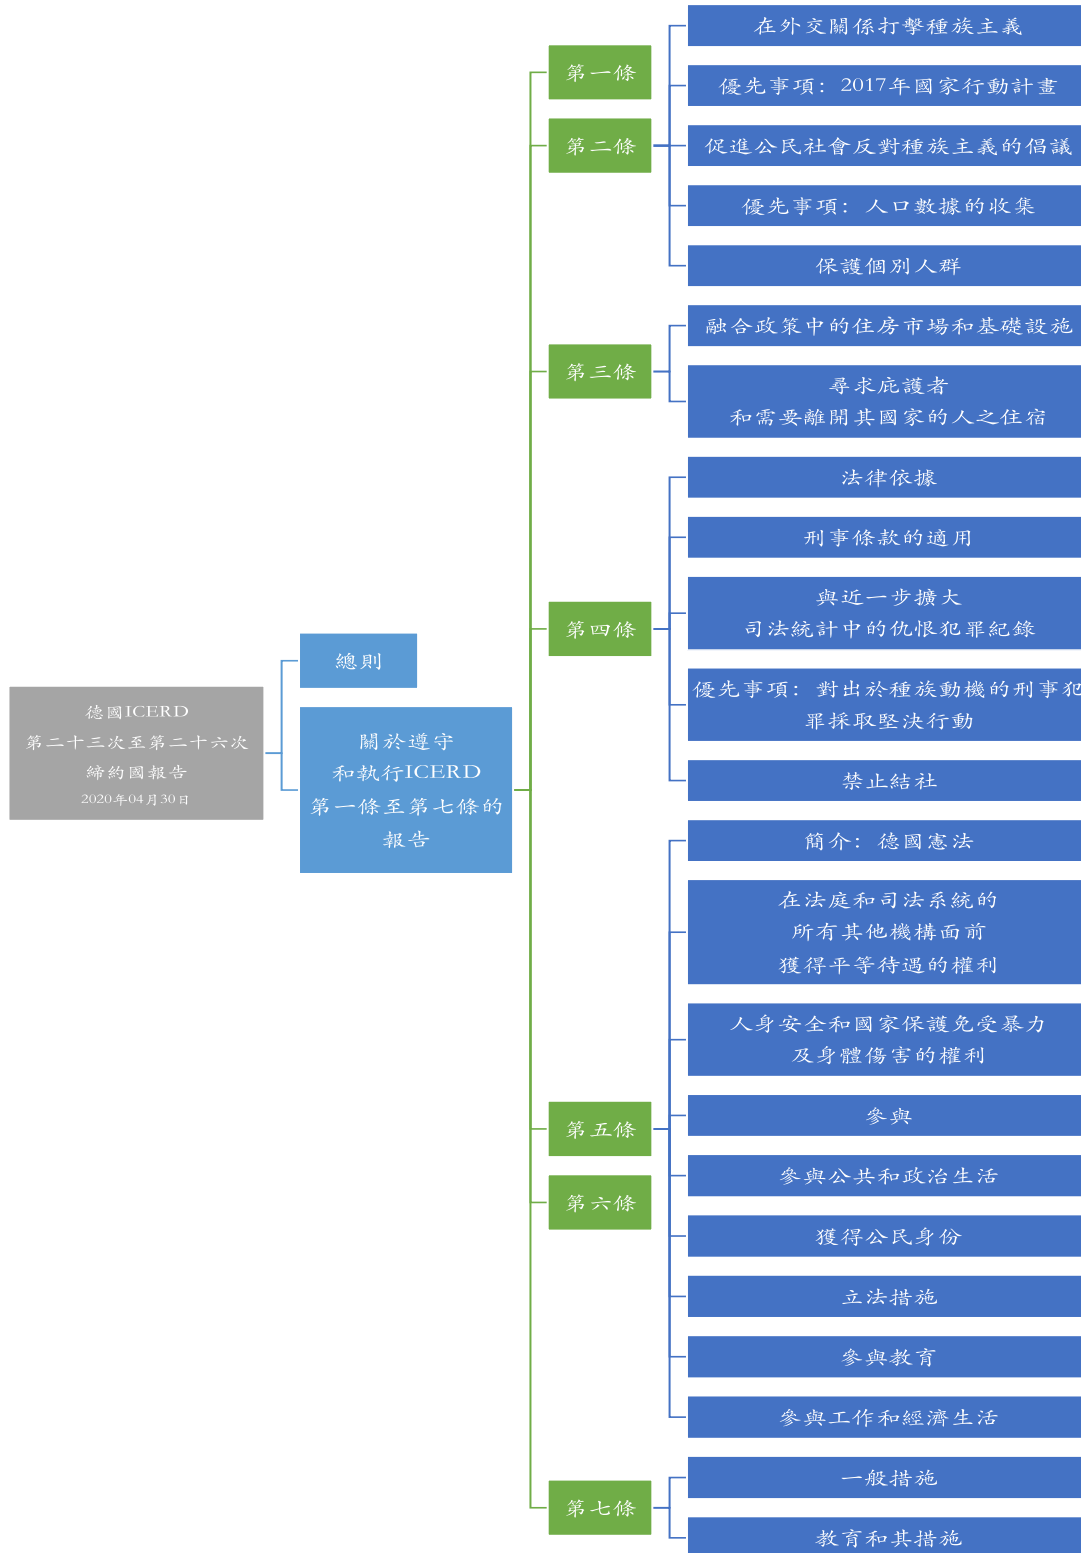 德國ICERD
第二十三次至第二十六次
締約國報告
2020年04月30日
總則
關於遵守
和執行ICERD
第一條至第七條的
報告
第一條
第二條
在外交關係打擊種族主義
優先事項：2017年國家行動計畫
促進公民社會反對種族主義的倡議
優先事項：人口數據的收集
保護個別人群
第三條
融合政策中的住房市場和基礎設施
尋求庇護者
和需要離開其國家的人之住宿
第四條
法律依據
刑事條款的適用
與近一步擴大
司法統計中的仇恨犯罪紀錄
優先事項：對出於種族動機的刑事犯
罪採取堅決行動
禁止結社
第五條
簡介：德國憲法
在法庭和司法系統的
所有其他機構面前
獲得平等待遇的權利
人身安全和國家保護免受暴力
及身體傷害的權利
參與
參與公共和政治生活
獲得公民身份
立法措施
參與教育
參與工作和經濟生活
第六條
第七條
一般措施
教育和其措施